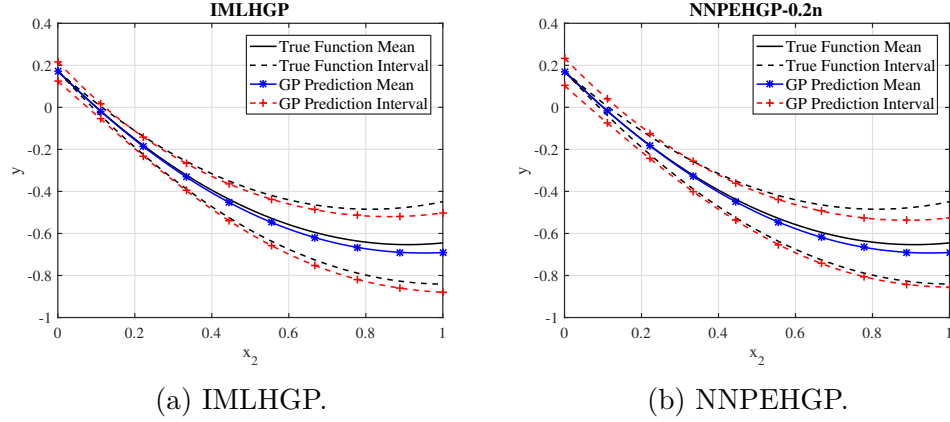 IMLHGP
0.4
0.2
0
-0.2
-0.4
-0.6
-0.8
-1
y
0 0.2 0.4 0.6 0.8 1
x2
True Function Mean
True Function Interval
GP Prediction Mean
GP Prediction Interval
(a) IMLHGP.
NNPEHGP-0.2n
0.4
0.2
0
-0.2
-0.4
-0.6
-0.8
-1
y
0 0.2 0.4 0.6 0.8 1
x2
True Function Mean
True Function Interval
GP Prediction Mean
GP Prediction Interval
(b) NNPEHGP.